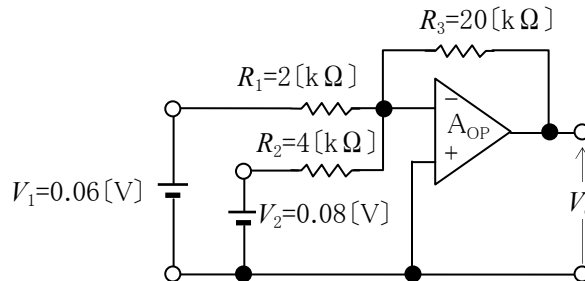 R₃=20〔kΩ〕
R₁=2〔kΩ〕
−
A_OP
R₂=4〔kΩ〕
+
V₁=0.06〔V〕
V₂=0.08〔V〕
V